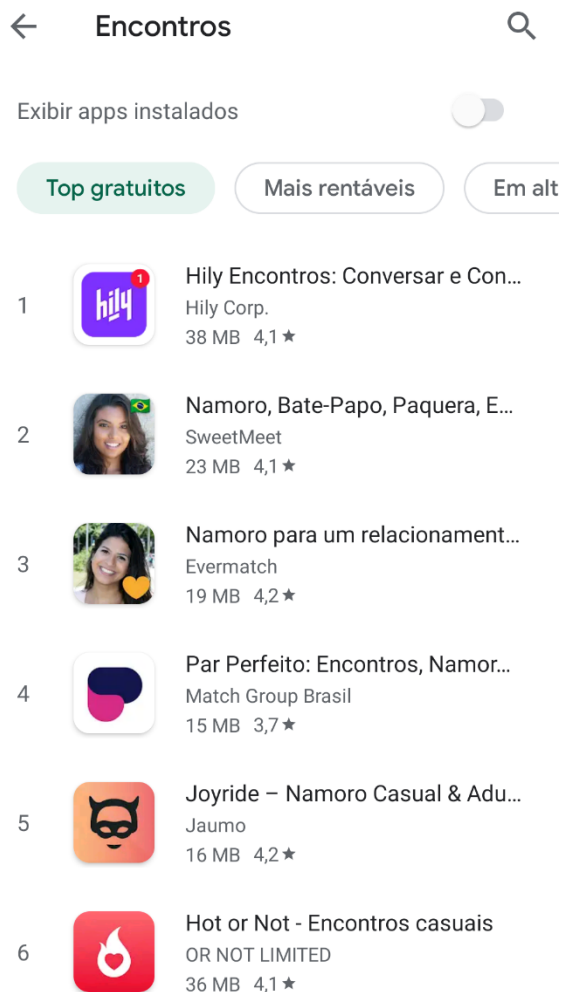 Encontros
Exibir apps instalados
Top gratuitos
Mais rentáveis
Em alt
1
hily
1
Hily Encontros: Conversar e Con...
Hily Corp.
38 MB 4,1★
2
Namoro, Bate-Papo, Paquera, E...
SweetMeet
23 MB 4,1★
3
Namoro para um relacionament...
Evermatch
19 MB 4,2★
4
Par Perfeito: Encontros, Namor...
Match Group Brasil
15 MB 3,7★
5
Joyride – Namoro Casual & Adu...
Jaumo
16 MB 4,2★
6
Hot or Not - Encontros casuais
OR NOT LIMITED
36 MB 4,1★